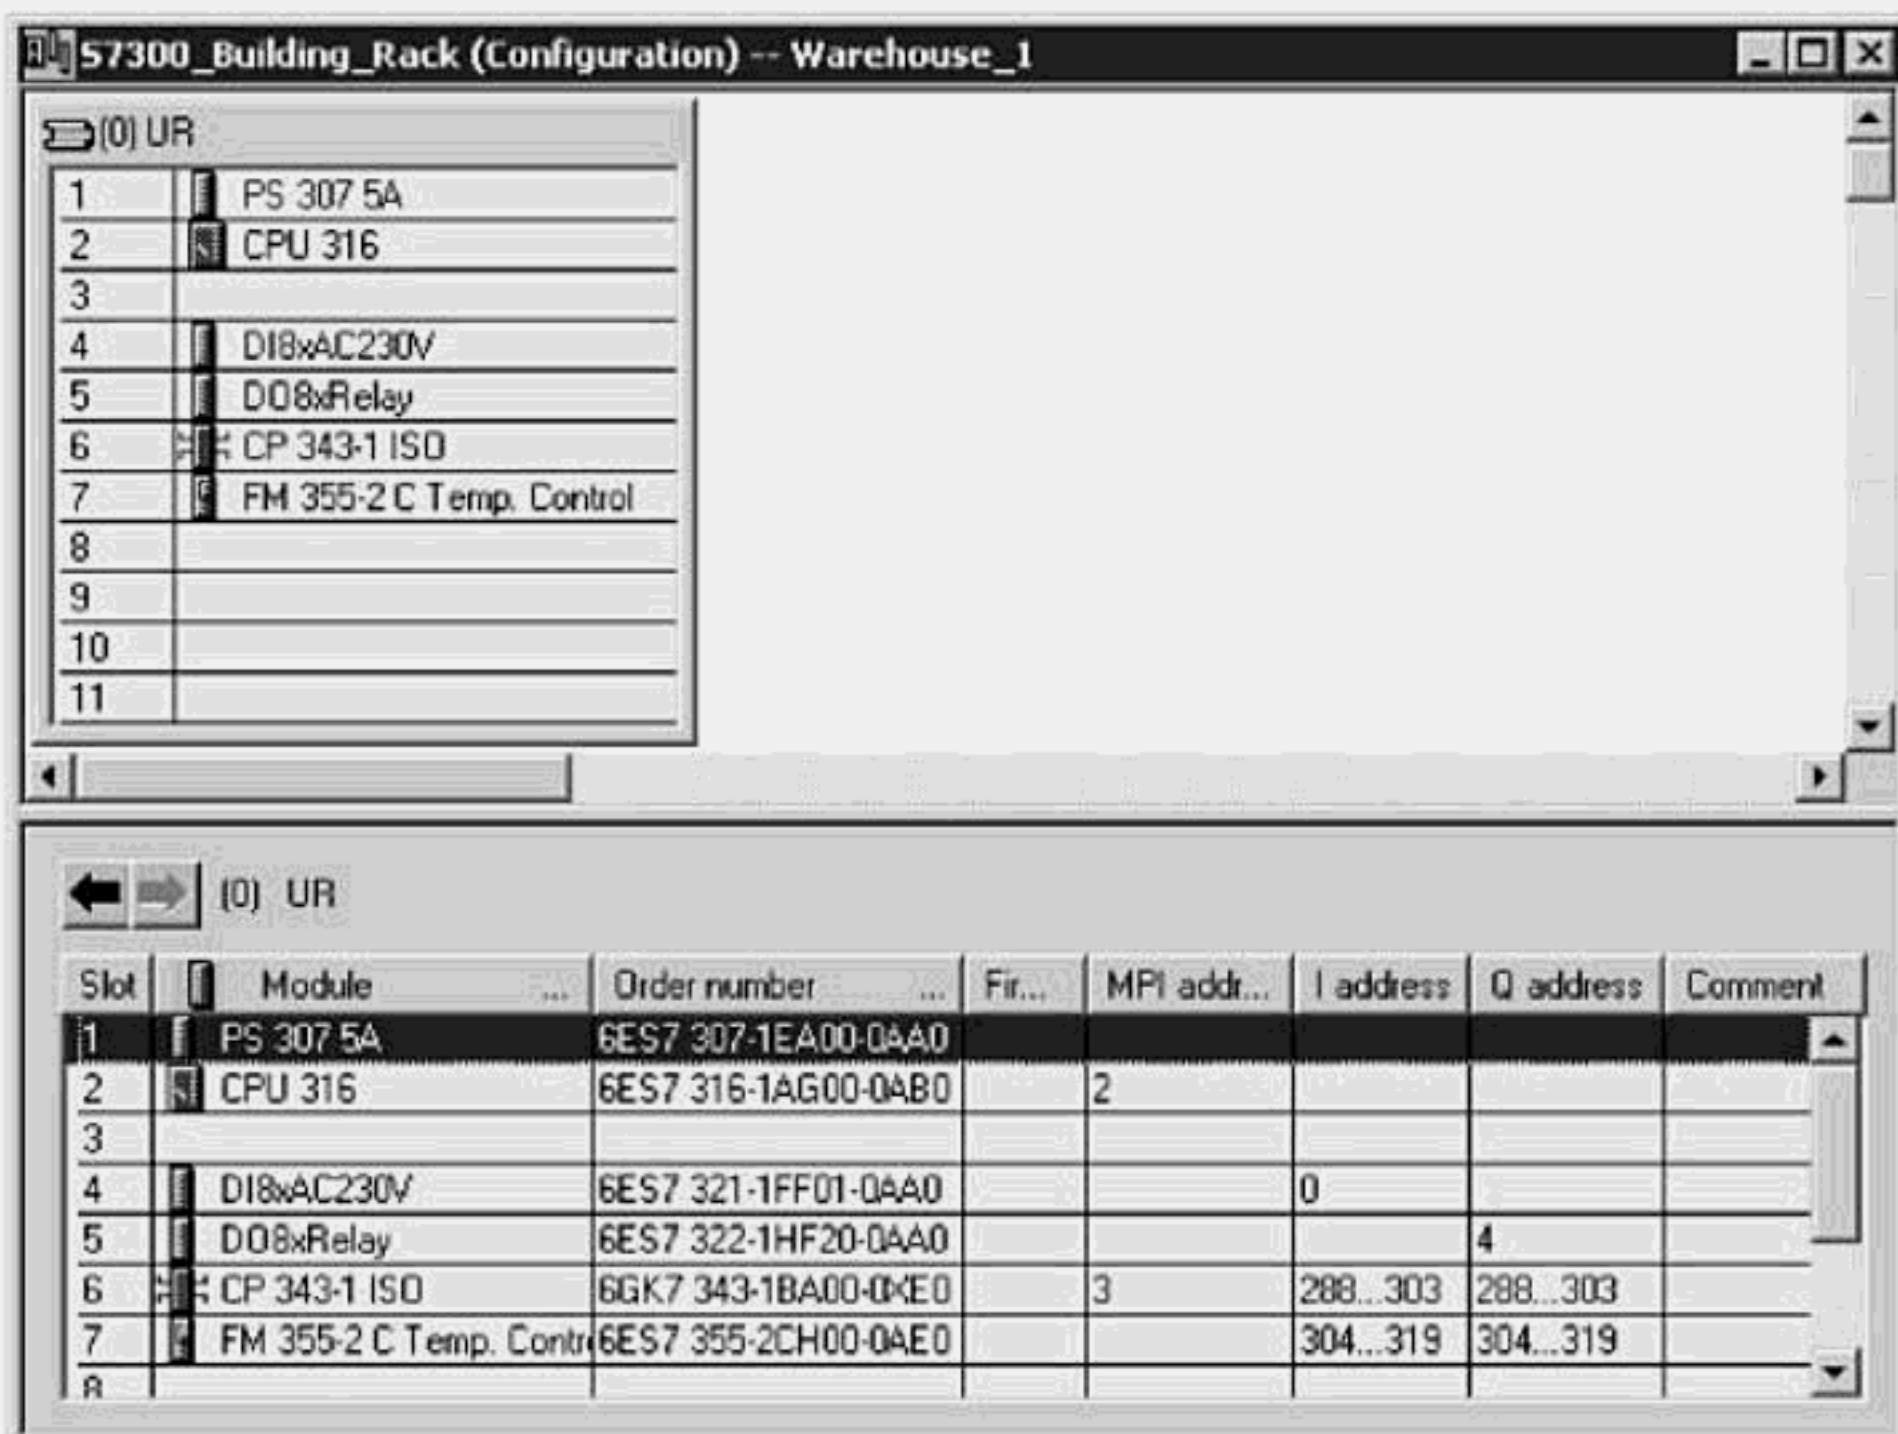 S7300_Building_Rack (Configuration) -- Warehouse_1
(0) UR
1 PS 307 5A
2 CPU 316
3
4 DI8xAC230V
5 DO8xRelay
6 CP 343-1 ISO
7 FM 355-2 C Temp. Control
8
9
10
11
(0) UR
Slot Module ... Order number ... Fir... MPI addr... I address Q address Comment
1 PS 307 5A 6ES7 307-1EA00-0AA0
2 CPU 316 6ES7 316-1AG00-0AB0 2
3
4 DI8xAC230V 6ES7 321-1FF01-0AA0 0
5 DO8xRelay 6ES7 322-1HF20-0AA0 4
6 CP 343-1 ISO 6GK7 343-1BA00-0XE0 3 288...303 288...303
7 FM 355-2 C Temp. Contr 6ES7 355-2CH00-0AE0 304...319 304...319
8